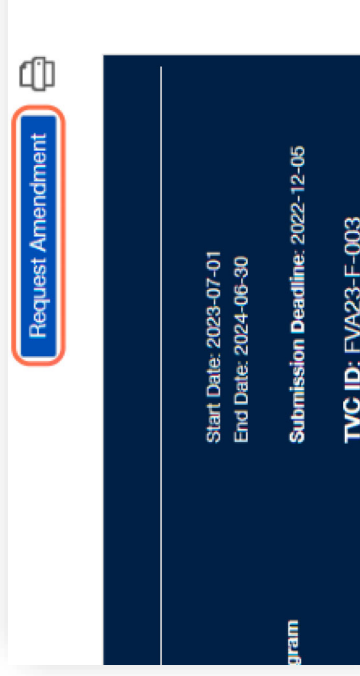 Request Amendment
Start Date: 2023-07-01
End Date: 2024-06-30
Submission Deadline: 2022-12-05
gram
TVC ID: FVA23-F-003